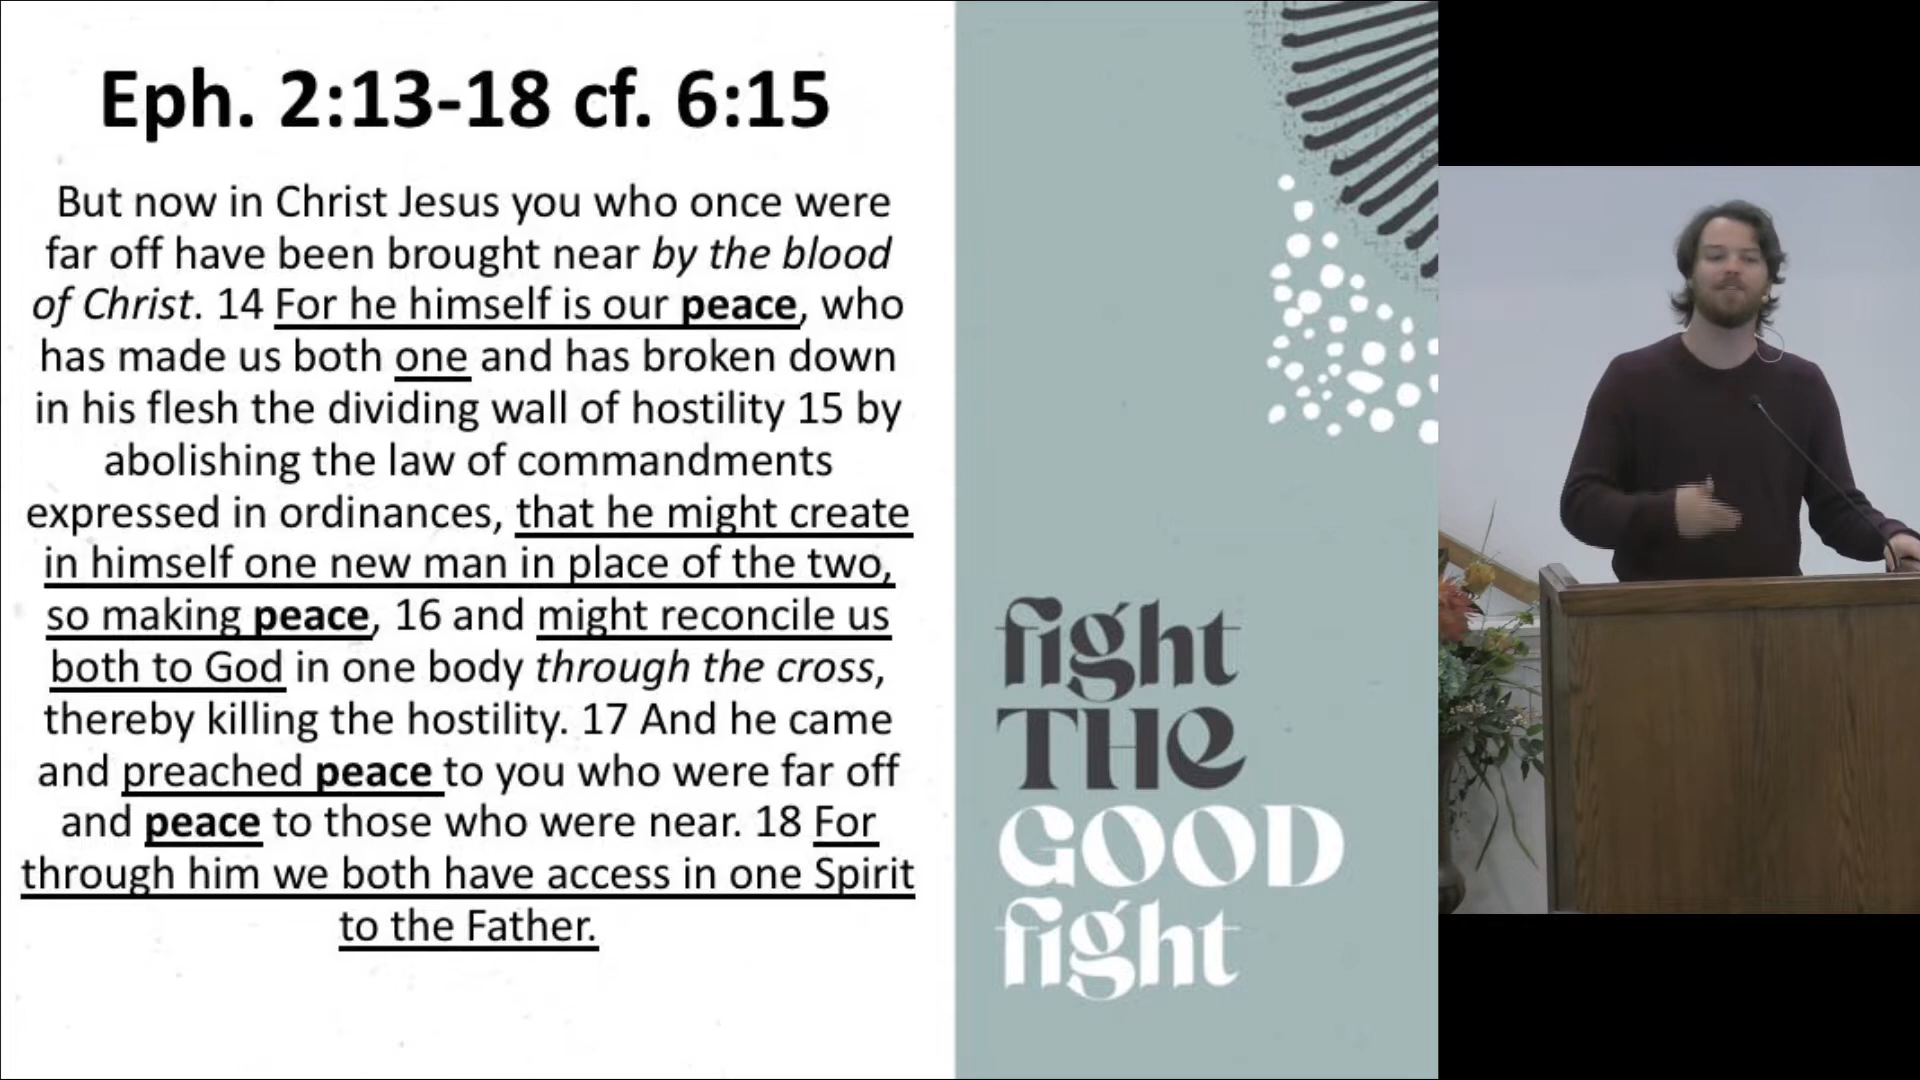 Eph. 2:13-18 cf. 6:15
But now in Christ Jesus you who once were
far off have been brought near by the blood
of Christ. 14 For he himself is our peace, who
has made us both one and has broken down
in his flesh the dividing wall of hostility 15 by
abolishing the law of commandments
expressed in ordinances, that he might create
in himself one new man in place of the two,
so making peace, 16 and might reconcile us
both to God in one body through the cross,
thereby killing the hostility. 17 And he came
and preached peace to you who were far off
and peace to those who were near. 18 For
through him we both have access in one Spirit
to the Father.
fight
THe
GOOD
fight